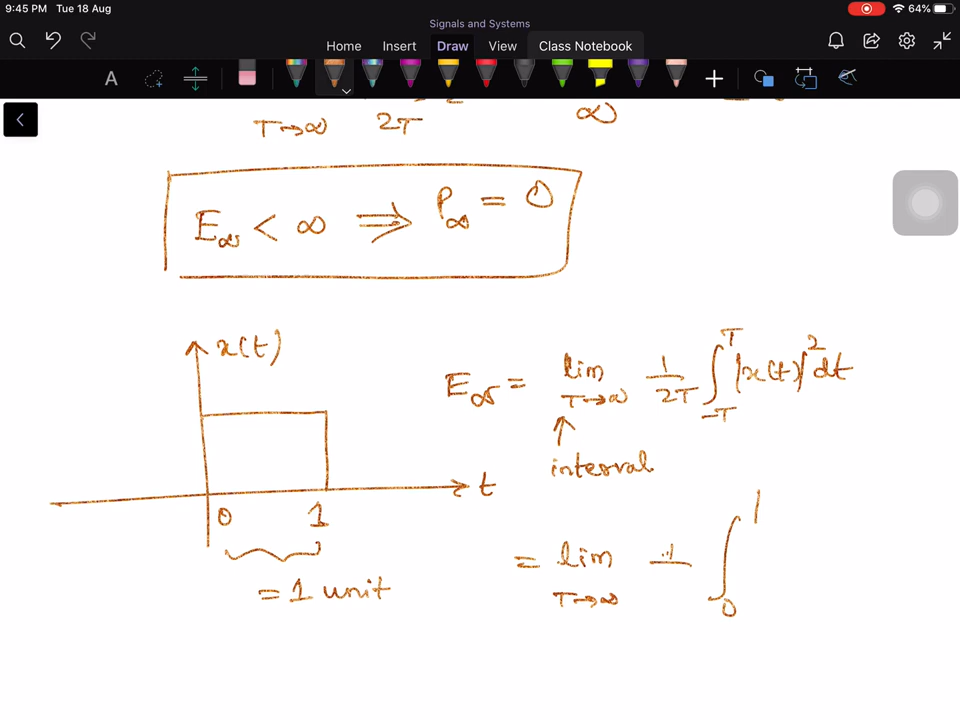 9:45 PM Tue 18 Aug
64%
Signals and Systems
Home Insert Draw View Class Notebook
A
T→∞ 2T ∞
E∞ < ∞ ⇒ P∞ = 0
x(t)
E∞ = lim T→∞ 1/2T ∫_-T^T |x(t)|² dt
↑
interval
t
0 1
= 1 unit
= lim T→∞ 1 ∫_0^1